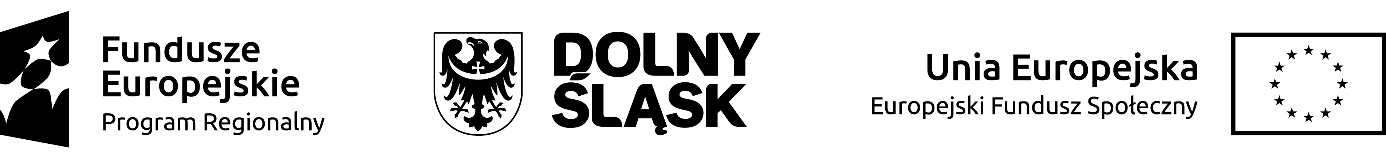 Fundusze
Europejskie
Program Regionalny
DOLNY
ŚLĄSK
Unia Europejska
Europejski Fundusz Społeczny